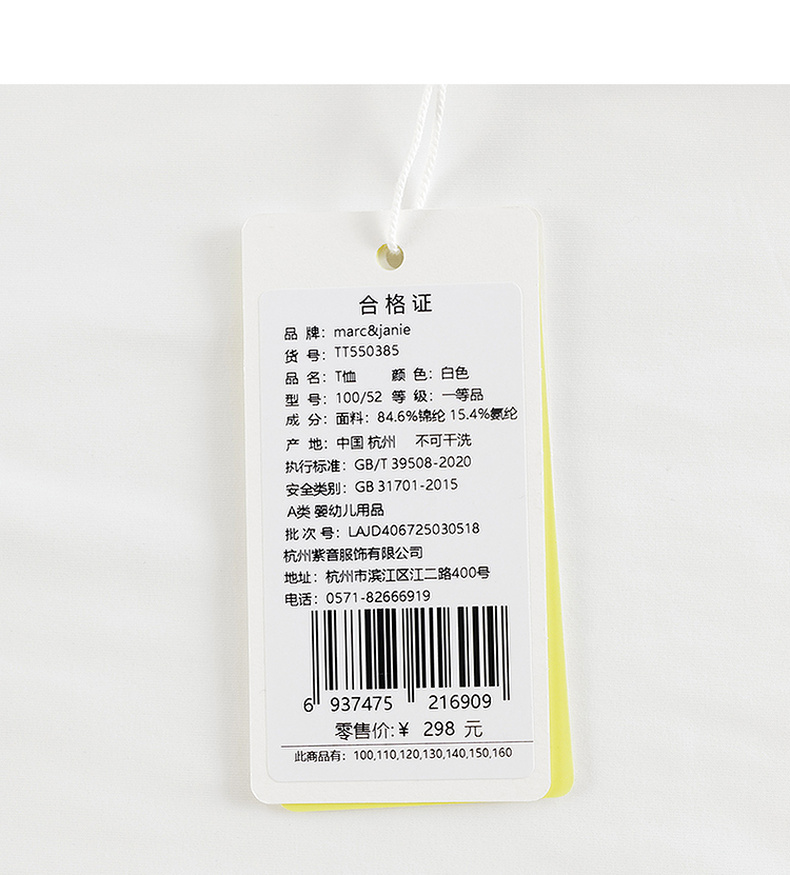 合格证
品 牌：marc&janie
货 号：TT550385
品 名：T恤 颜 色：白色
型 号：100/52 等 级：一等品
成 分：面料：84.6%锦纶 15.4%氨纶
产 地：中国 杭州 不可干洗
执行标准：GB/T 39508-2020
安全类别：GB 31701-2015
A类 婴幼儿用品
批 次 号：LAJD406725030518
杭州紫音服饰有限公司
地址：杭州市滨江区江二路400号
电话：0571-82666919
6 937475 216909
零售价:¥ 298 元
此商品有：100,110,120,130,140,150,160